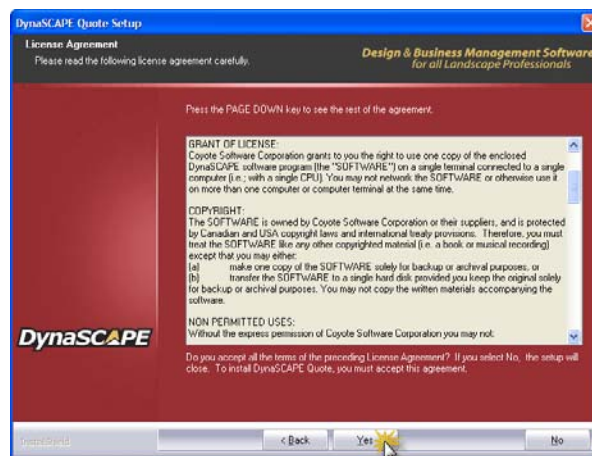 DynaSCAPE Quote Setup
License Agreement
Please read the following license agreement carefully.
Design & Business Management Software
for all Landscape Professionals
Press the PAGE DOWN key to see the rest of the agreement.
GRANT OF LICENSE:
Coyote Software Corporation grants to you the right to use one copy of the enclosed
DynaSCAPE software program (the "SOFTWARE") on a single terminal connected to a single
computer (i.e.; with a single CPU). You may not network the SOFTWARE or otherwise use it
on more than one computer or computer terminal at the same time.
COPYRIGHT:
The SOFTWARE is owned by Coyote Software Corporation or their suppliers, and is protected
by Canadian and USA copyright laws and international treaty provisions. Therefore, you must
treat the SOFTWARE like any other copyrighted material (i.e. a book or musical recording)
except that you may either:
(a) make one copy of the SOFTWARE solely for backup or archival purposes, or
(b) transfer the SOFTWARE to a single hard disk provided you keep the original solely
for backup or archival purposes. You may not copy the written materials accompanying the
software.
NON PERMITTED USES:
Without the express permission of Coyote Software Corporation you may not:
DynaSCAPE
Do you accept all the terms of the preceding License Agreement? If you select No, the setup will
close. To install DynaSCAPE Quote, you must accept this agreement.
InstallShield
< Back
Yes
No